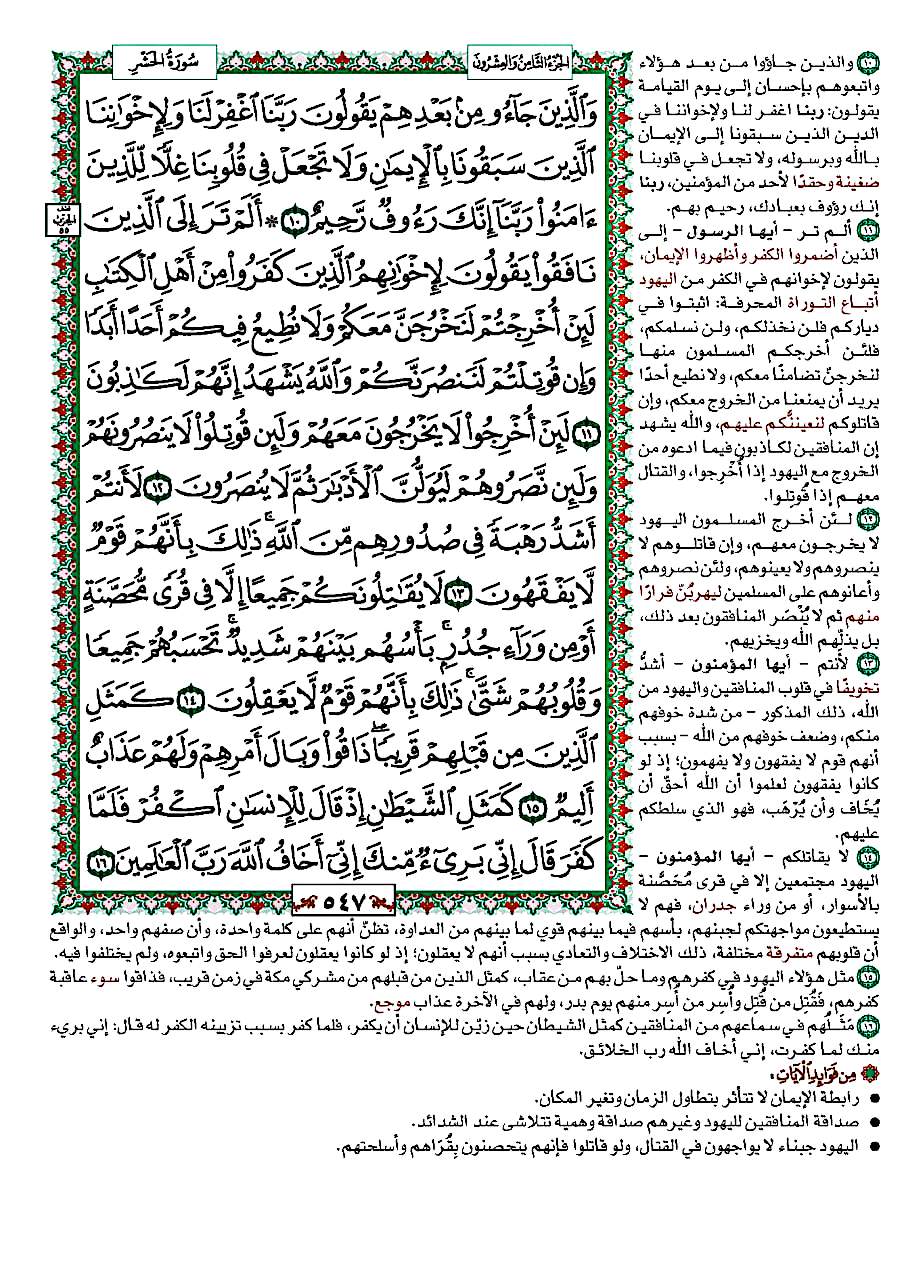 سُورَةُ الحَشْرِ
الجُزْءُ الثَّامِنُ وَالعِشْرُونَ
وَٱلَّذِينَ جَآءُو مِنۢ بَعْدِهِمْ يَقُولُونَ رَبَّنَا ٱغْفِرْ لَنَا وَلِإِخْوَٰنِنَا
ٱلَّذِينَ سَبَقُونَا بِٱلْإِيمَٰنِ وَلَا تَجْعَلْ فِى قُلُوبِنَا غِلًّا لِّلَّذِينَ
ءَامَنُوا۟ رَبَّنَآ إِنَّكَ رَءُوفٌ رَّحِيمٌ ١٠ * أَلَمْ تَرَ إِلَى ٱلَّذِينَ
نَافَقُوا۟ يَقُولُونَ لِإِخْوَٰنِهِمُ ٱلَّذِينَ كَفَرُوا۟ مِنْ أَهْلِ ٱلْكِتَٰبِ
لَئِنْ أُخْرِجْتُمْ لَنَخْرُجَنَّ مَعَكُمْ وَلَا نُطِيعُ فِيكُمْ أَحَدًا أَبَدًا
وَإِن قُوتِلْتُمْ لَنَنصُرَنَّكُمْ وَٱللَّهُ يَشْهَدُ إِنَّهُمْ لَكَٰذِبُونَ
١١ لَئِنْ أُخْرِجُوا۟ لَا يَخْرُجُونَ مَعَهُمْ وَلَئِن قُوتِلُوا۟ لَا يَنصُرُونَهُمْ
وَلَئِن نَّصَرُوهُمْ لَيُوَلُّنَّ ٱلْأَدْبَٰرَ ثُمَّ لَا يُنصَرُونَ ١٢ لَأَنتُمْ
أَشَدُّ رَهْبَةً فِى صُدُورِهِم مِّنَ ٱللَّهِ ۚ ذَٰلِكَ بِأَنَّهُمْ قَوْمٌ
لَّا يَفْقَهُونَ ١٣ لَا يُقَٰتِلُونَكُمْ جَمِيعًا إِلَّا فِى قُرًى مُّحَصَّنَةٍ
أَوْ مِن وَرَآءِ جُدُرٍۭ ۚ بَأْسُهُم بَيْنَهُمْ شَدِيدٌ ۚ تَحْسَبُهُمْ جَمِيعًا
وَقُلُوبُهُمْ شَتَّىٰ ۚ ذَٰلِكَ بِأَنَّهُمْ قَوْمٌ لَّا يَعْقِلُونَ ١٤ كَمَثَلِ
ٱلَّذِينَ مِن قَبْلِهِمْ قَرِيبًا ۖ ذَاقُوا۟ وَبَالَ أَمْرِهِمْ وَلَهُمْ عَذَابٌ
أَلِيمٌ ١٥ كَمَثَلِ ٱلشَّيْطَٰنِ إِذْ قَالَ لِلْإِنسَٰنِ ٱكْفُرْ فَلَمَّا
كَفَرَ قَالَ إِنِّى بَرِىٓءٌ مِّنكَ إِنِّىٓ أَخَافُ ٱللَّهَ رَبَّ ٱلْعَٰلَمِينَ ١٦
٥٤٧
الحِزْب
٥٥
١٠ والذين جاؤوا من بعد هؤلاء
واتبعوهم بإحسان إلى يوم القيامة
يقولون: ربنا اغفر لنا ولإخواننا في
الدين الذين سبقونا إلى الإيمان
بالله وبرسوله، ولا تجعل في قلوبنا
ضغينة وحقدًا لأحد من المؤمنين، ربنا
إنك رؤوف بعبادك، رحيم بهم.
١١ ألم تر - أيها الرسول - إلى
الذين أضمروا الكفر وأظهروا الإيمان،
يقولون لإخوانهم في الكفر من اليهود
أتباع التوراة المحرفة: اثبتوا في
دياركم فلن نخذلكم، ولن نسلمكم،
فلئن أخرجكم المسلمون منها
لنخرجنّ تضامنًا معكم، ولا نطيع أحدًا
يريد أن يمنعنا من الخروج معكم، وإن
قاتلوكم لنعيننَّكم عليهم، والله يشهد
إن المنافقين لكاذبون فيما ادعوه من
الخروج مع اليهود إذا أُخْرِجوا، والقتال
معهم إذا قُوتِلوا.
١٢ لئن أخرج المسلمون اليهود
لا يخرجون معهم، وإن قاتلوهم لا
ينصروهم ولا يعينوهم، ولئن نصروهم
وأعانوهم على المسلمين ليهربُنّ فرارًا
منهم ثم لا يُنْصَر المنافقون بعد ذلك،
بل يذلّهم الله ويخزيهم.
١٣ لأنتم - أيها المؤمنون - أشدُّ
تخويفًا في قلوب المنافقين واليهود من
الله، ذلك المذكور - من شدة خوفهم
منكم، وضعف خوفهم من الله - بسبب
أنهم قوم لا يفقهون ولا يفهمون؛ إذ لو
كانوا يفقهون لعلموا أن الله أحقّ أن
يُخَاف وأن يُرْهَب، فهو الذي سلطكم
عليهم.
١٤ لا يقاتلكم - أيها المؤمنون -
اليهود مجتمعين إلا في قرى مُحَصَّنة
بالأسوار، أو من وراء جدران، فهم لا
يستطيعون مواجهتكم لجبنهم، بأسهم فيما بينهم قوي لما بينهم من العداوة، تظنّ أنهم على كلمة واحدة، وأن صفهم واحد، والواقع
أن قلوبهم متفرقة مختلفة، ذلك الاختلاف والتعادي بسبب أنهم لا يعقلون؛ إذ لو كانوا يعقلون لعرفوا الحق واتبعوه، ولم يختلفوا فيه.
١٥ مثل هؤلاء اليهود في كفرهم وما حلّ بهم من عقاب، كمثل الذين من قبلهم من مشركي مكة في زمن قريب، فذاقوا سوء عاقبة
كفرهم، فَقُتِل من قُتِل وأُسِر من أُسِر منهم يوم بدر، ولهم في الآخرة عذاب موجع.
١٦ مَثَلُهم في سماعهم من المنافقين كمثل الشيطان حين زيّن للإنسان أن يكفر، فلما كفر بسبب تزيينه الكفر له قال: إني بريء
منك لما كفرت، إني أخاف الله رب الخلائق.
مِن فَوَائِدِ الآيَاتِ:
● رابطة الإيمان لا تتأثر بتطاول الزمان وتغير المكان.
● صداقة المنافقين لليهود وغيرهم صداقة وهمية تتلاشى عند الشدائد.
● اليهود جبناء لا يواجهون في القتال، ولو قاتلوا فإنهم يتحصنون بِقُرَاهم وأسلحتهم.